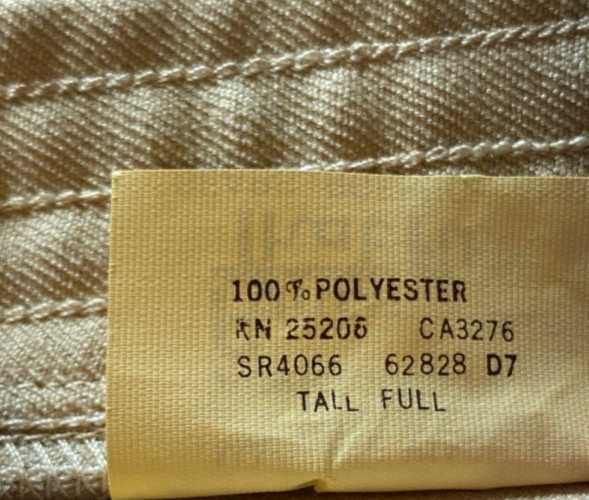 100% POLYESTER
RN 25206 CA3276
SR4066 62828 D7
TALL FULL